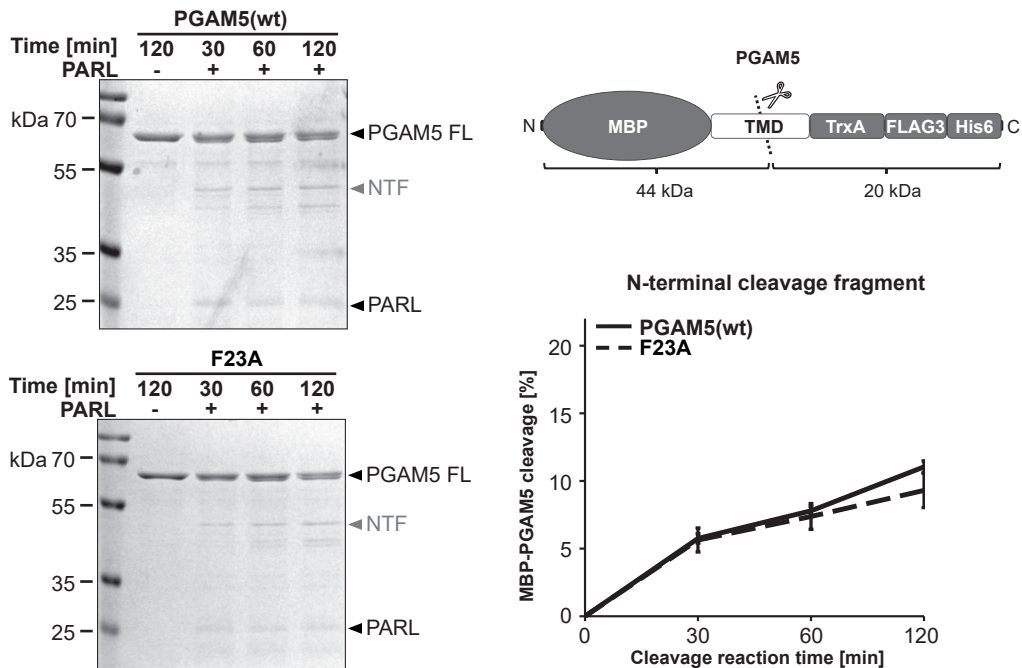 PGAM5(wt)
Time [min] 120 30 60 120
PARL - + + +
kDa 70
PGAM5 FL
55
NTF
35
25
PARL
F23A
Time [min] 120 30 60 120
PARL - + + +
kDa 70
PGAM5 FL
55
NTF
35
25
PARL
PGAM5
N MBP TMD TrxA FLAG3 His6 C
44 kDa 20 kDa
N-terminal cleavage fragment
PGAM5(wt)
F23A
MBP-PGAM5 cleavage [%]
20
15
10
5
0
0 30 60 120
Cleavage reaction time [min]